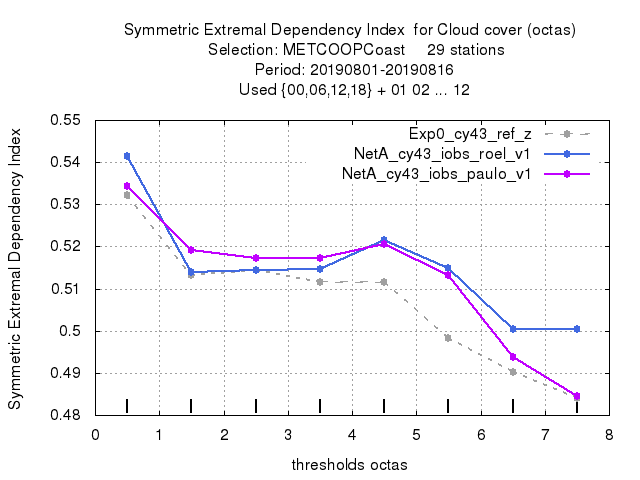 Symmetric Extremal Dependency Index  for Cloud cover (octas)
Selection: METCOOPCoast     29 stations
Period: 20190801-20190816
Used {00,06,12,18} + 01 02 ... 12
Exp0_cy43_ref_z
NetA_cy43_iobs_roel_v1
NetA_cy43_iobs_paulo_v1
Symmetric Extremal Dependency Index
0.55
0.54
0.53
0.52
0.51
0.5
0.49
0.48
0 1 2 3 4 5 6 7 8
thresholds octas